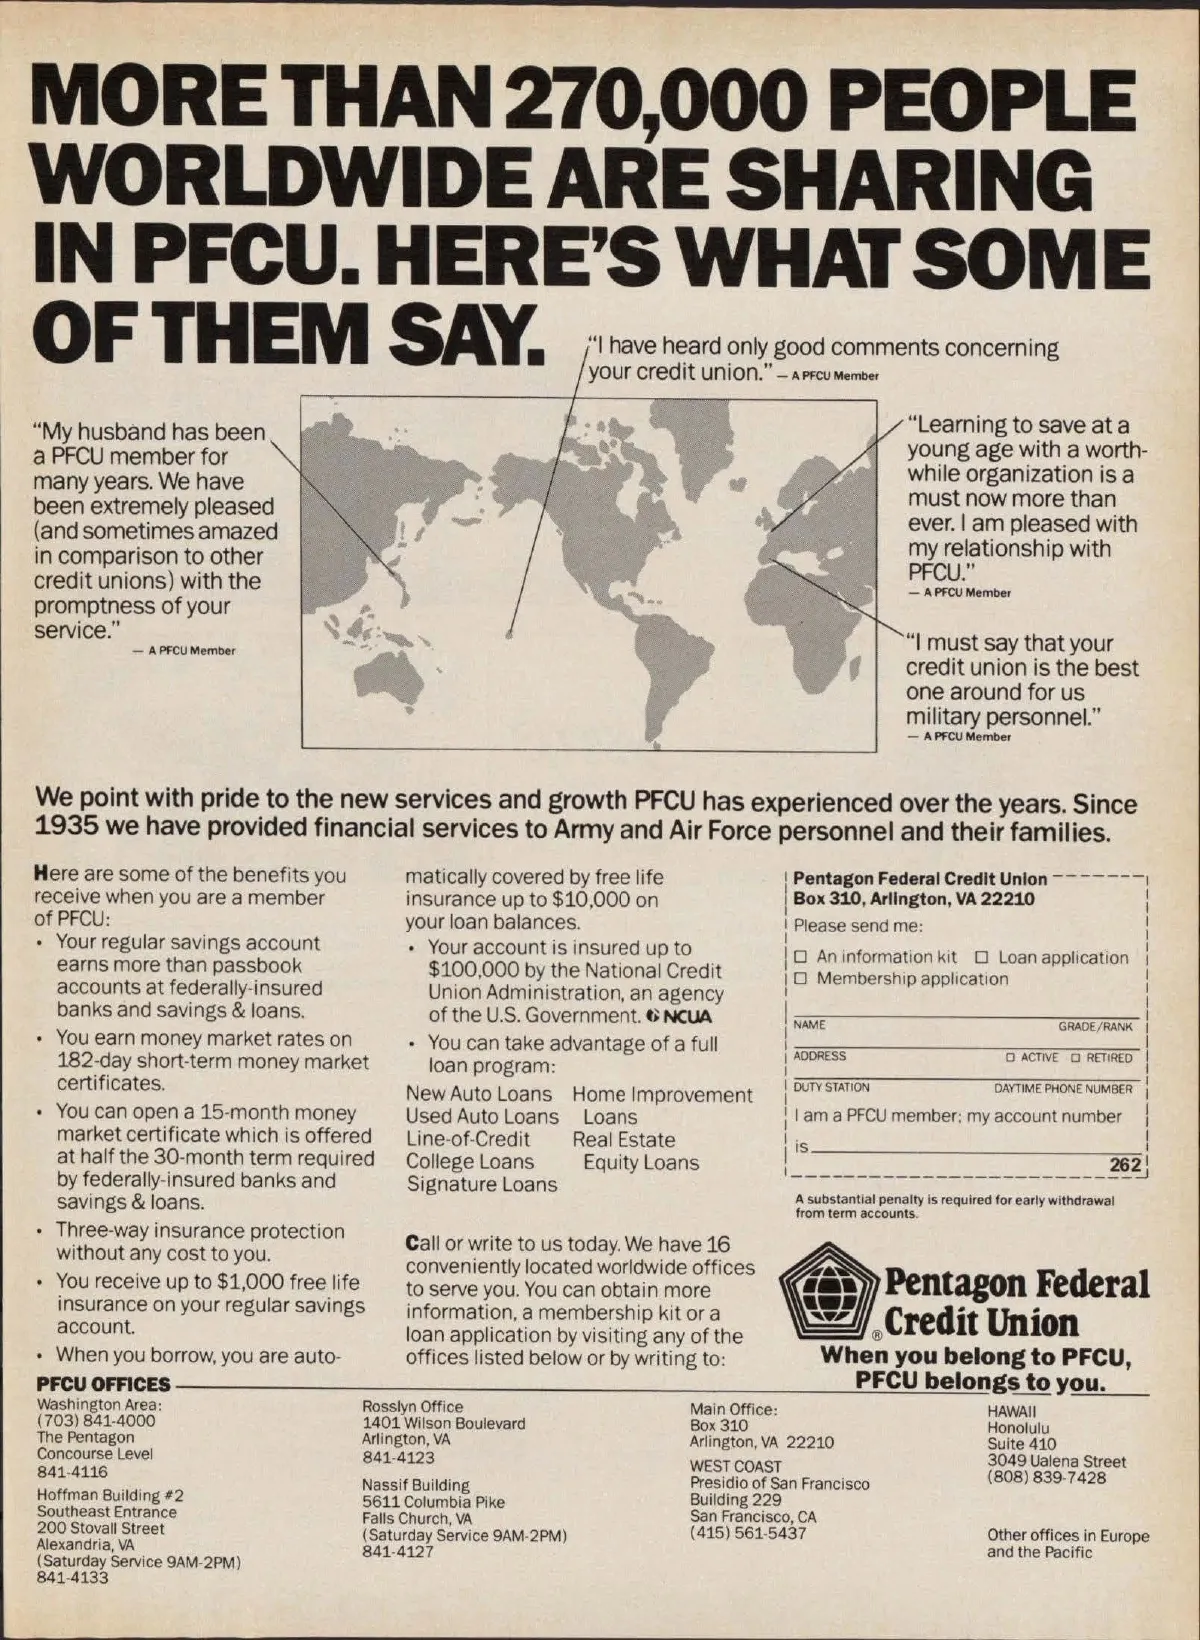 MORE THAN 270,000 PEOPLE
WORLDWIDE ARE SHARING
IN PFCU. HERE'S WHAT SOME
OF THEM SAY.
"I have heard only good comments concerning
your credit union." — A PFCU Member
"My husband has been
a PFCU member for
many years. We have
been extremely pleased
(and sometimes amazed
in comparison to other
credit unions) with the
promptness of your
service."
— A PFCU Member
"Learning to save at a
young age with a worth-
while organization is a
must now more than
ever. I am pleased with
my relationship with
PFCU."
— A PFCU Member
"I must say that your
credit union is the best
one around for us
military personnel."
— A PFCU Member
We point with pride to the new services and growth PFCU has experienced over the years. Since
1935 we have provided financial services to Army and Air Force personnel and their families.
Here are some of the benefits you
receive when you are a member
of PFCU:
• Your regular savings account
earns more than passbook
accounts at federally-insured
banks and savings & loans.
• You earn money market rates on
182-day short-term money market
certificates.
• You can open a 15-month money
market certificate which is offered
at half the 30-month term required
by federally-insured banks and
savings & loans.
• Three-way insurance protection
without any cost to you.
• You receive up to $1,000 free life
insurance on your regular savings
account.
• When you borrow, you are auto-
matically covered by free life
insurance up to $10,000 on
your loan balances.
• Your account is insured up to
$100,000 by the National Credit
Union Administration, an agency
of the U.S. Government. NCUA
• You can take advantage of a full
loan program:
New Auto Loans
Used Auto Loans
Line-of-Credit
College Loans
Signature Loans
Home Improvement
Loans
Real Estate
Equity Loans
Call or write to us today. We have 16
conveniently located worldwide offices
to serve you. You can obtain more
information, a membership kit or a
loan application by visiting any of the
offices listed below or by writing to:
Pentagon Federal Credit Union
Box 310, Arlington, VA 22210
Please send me:
☐ An information kit ☐ Loan application
☐ Membership application
NAME GRADE/RANK
ADDRESS ☐ ACTIVE ☐ RETIRED
DUTY STATION DAYTIME PHONE NUMBER
I am a PFCU member; my account number
is
262
A substantial penalty is required for early withdrawal
from term accounts.
Pentagon Federal
® Credit Union
When you belong to PFCU,
PFCU belongs to you.
PFCU OFFICES
Washington Area:
(703) 841-4000
The Pentagon
Concourse Level
841-4116
Hoffman Building #2
Southeast Entrance
200 Stovall Street
Alexandria, VA
(Saturday Service 9AM-2PM)
841-4133
Rosslyn Office
1401 Wilson Boulevard
Arlington, VA
841-4123
Nassif Building
5611 Columbia Pike
Falls Church, VA
(Saturday Service 9AM-2PM)
841-4127
Main Office:
Box 310
Arlington, VA 22210
WEST COAST
Presidio of San Francisco
Building 229
San Francisco, CA
(415) 561-5437
HAWAII
Honolulu
Suite 410
3049 Ualena Street
(808) 839-7428
Other offices in Europe
and the Pacific